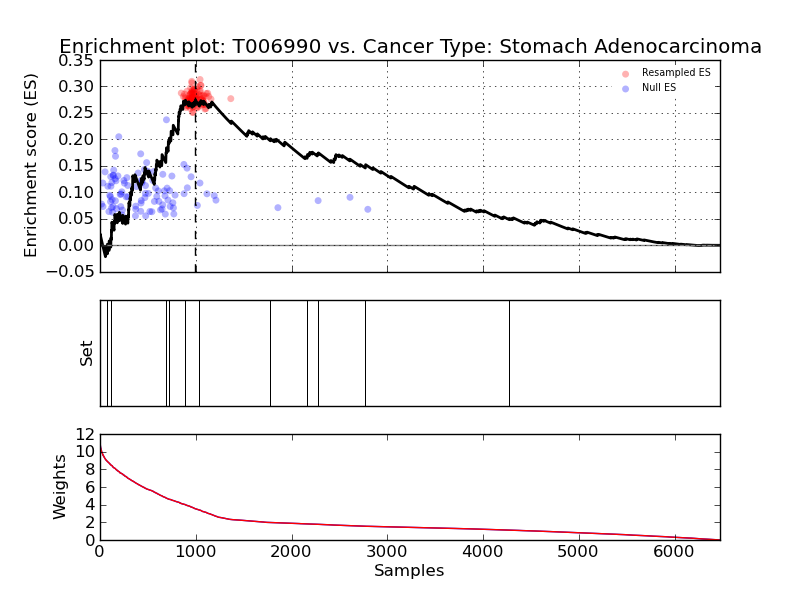 Enrichment plot: T006990 vs. Cancer Type: Stomach Adenocarcinoma
0.35
0.30
0.25
0.20
0.15
0.10
0.05
0.00
−0.05
Enrichment score (ES)
Resampled ES
Null ES
Set
12
10
8
6
4
2
0
Weights
0 1000 2000 3000 4000 5000 6000
Samples